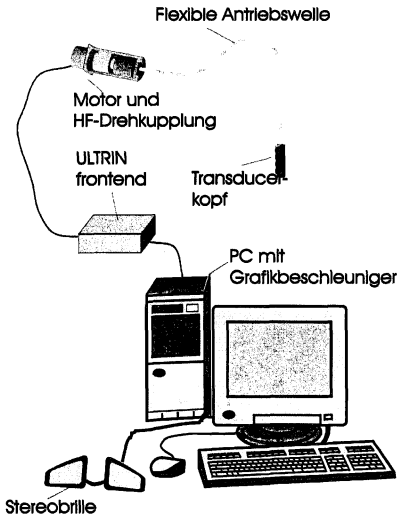 Flexible Antriebswelle
Motor und
HF-Drehkupplung
ULTRIN
frontend
Transducer-
kopf
PC mit
Grafikbeschleuniger
Stereobrille